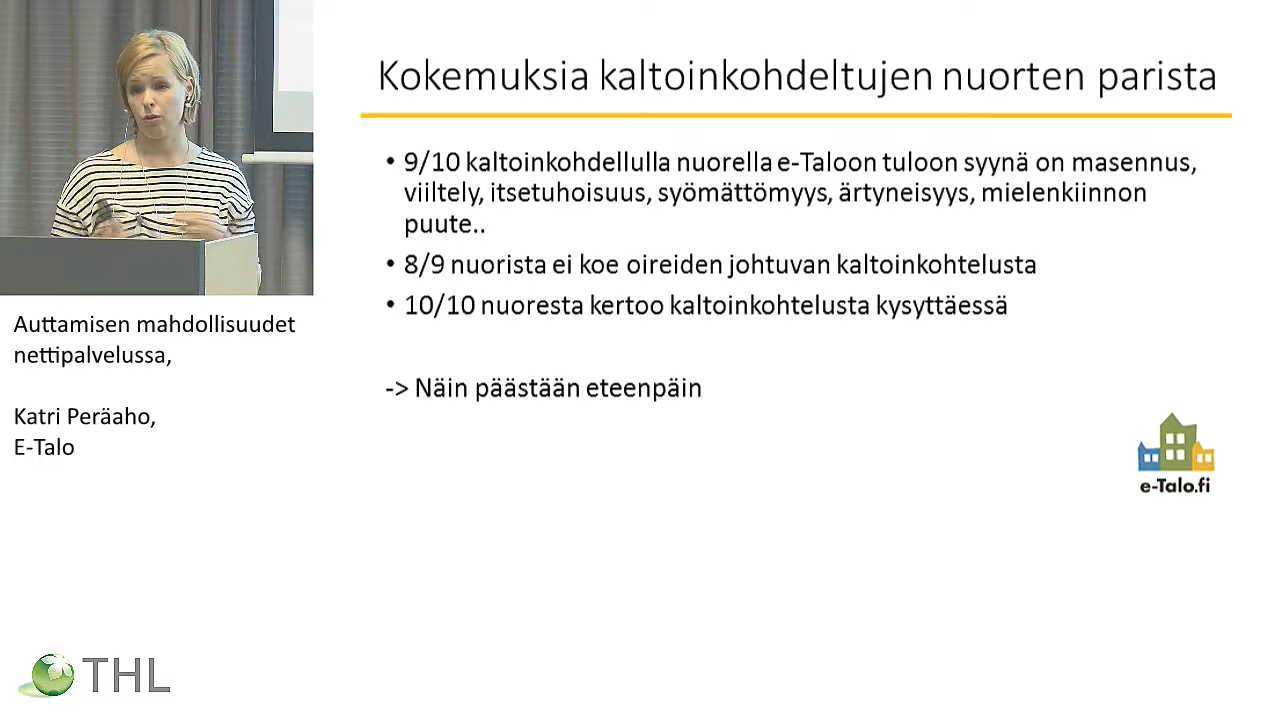 Kokemuksia kaltoinkohdeltujen nuorten parista
• 9/10 kaltoinkohdellulla nuorella e-Taloon tuloon syynä on masennus,
viiltely, itsetuhoisuus, syömättömyys, ärtyneisyys, mielenkiinnon
puute..
• 8/9 nuorista ei koe oireiden johtuvan kaltoinkohtelusta
• 10/10 nuoresta kertoo kaltoinkohtelusta kysyttäessä
-> Näin päästään eteenpäin
e-Talo.fi
Auttamisen mahdollisuudet
nettipalvelussa,
Katri Peräaho,
E-Talo
THL